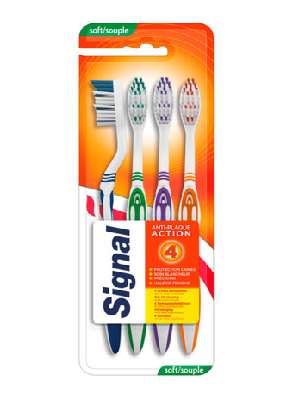 soft/souple
Signal
ANTI-PLAQUE
ACTION
4
PROTECTION CARIES
SOIN BLANCHEUR
PRÉCISION
HALEINE FRAÎCHE
soft/souple